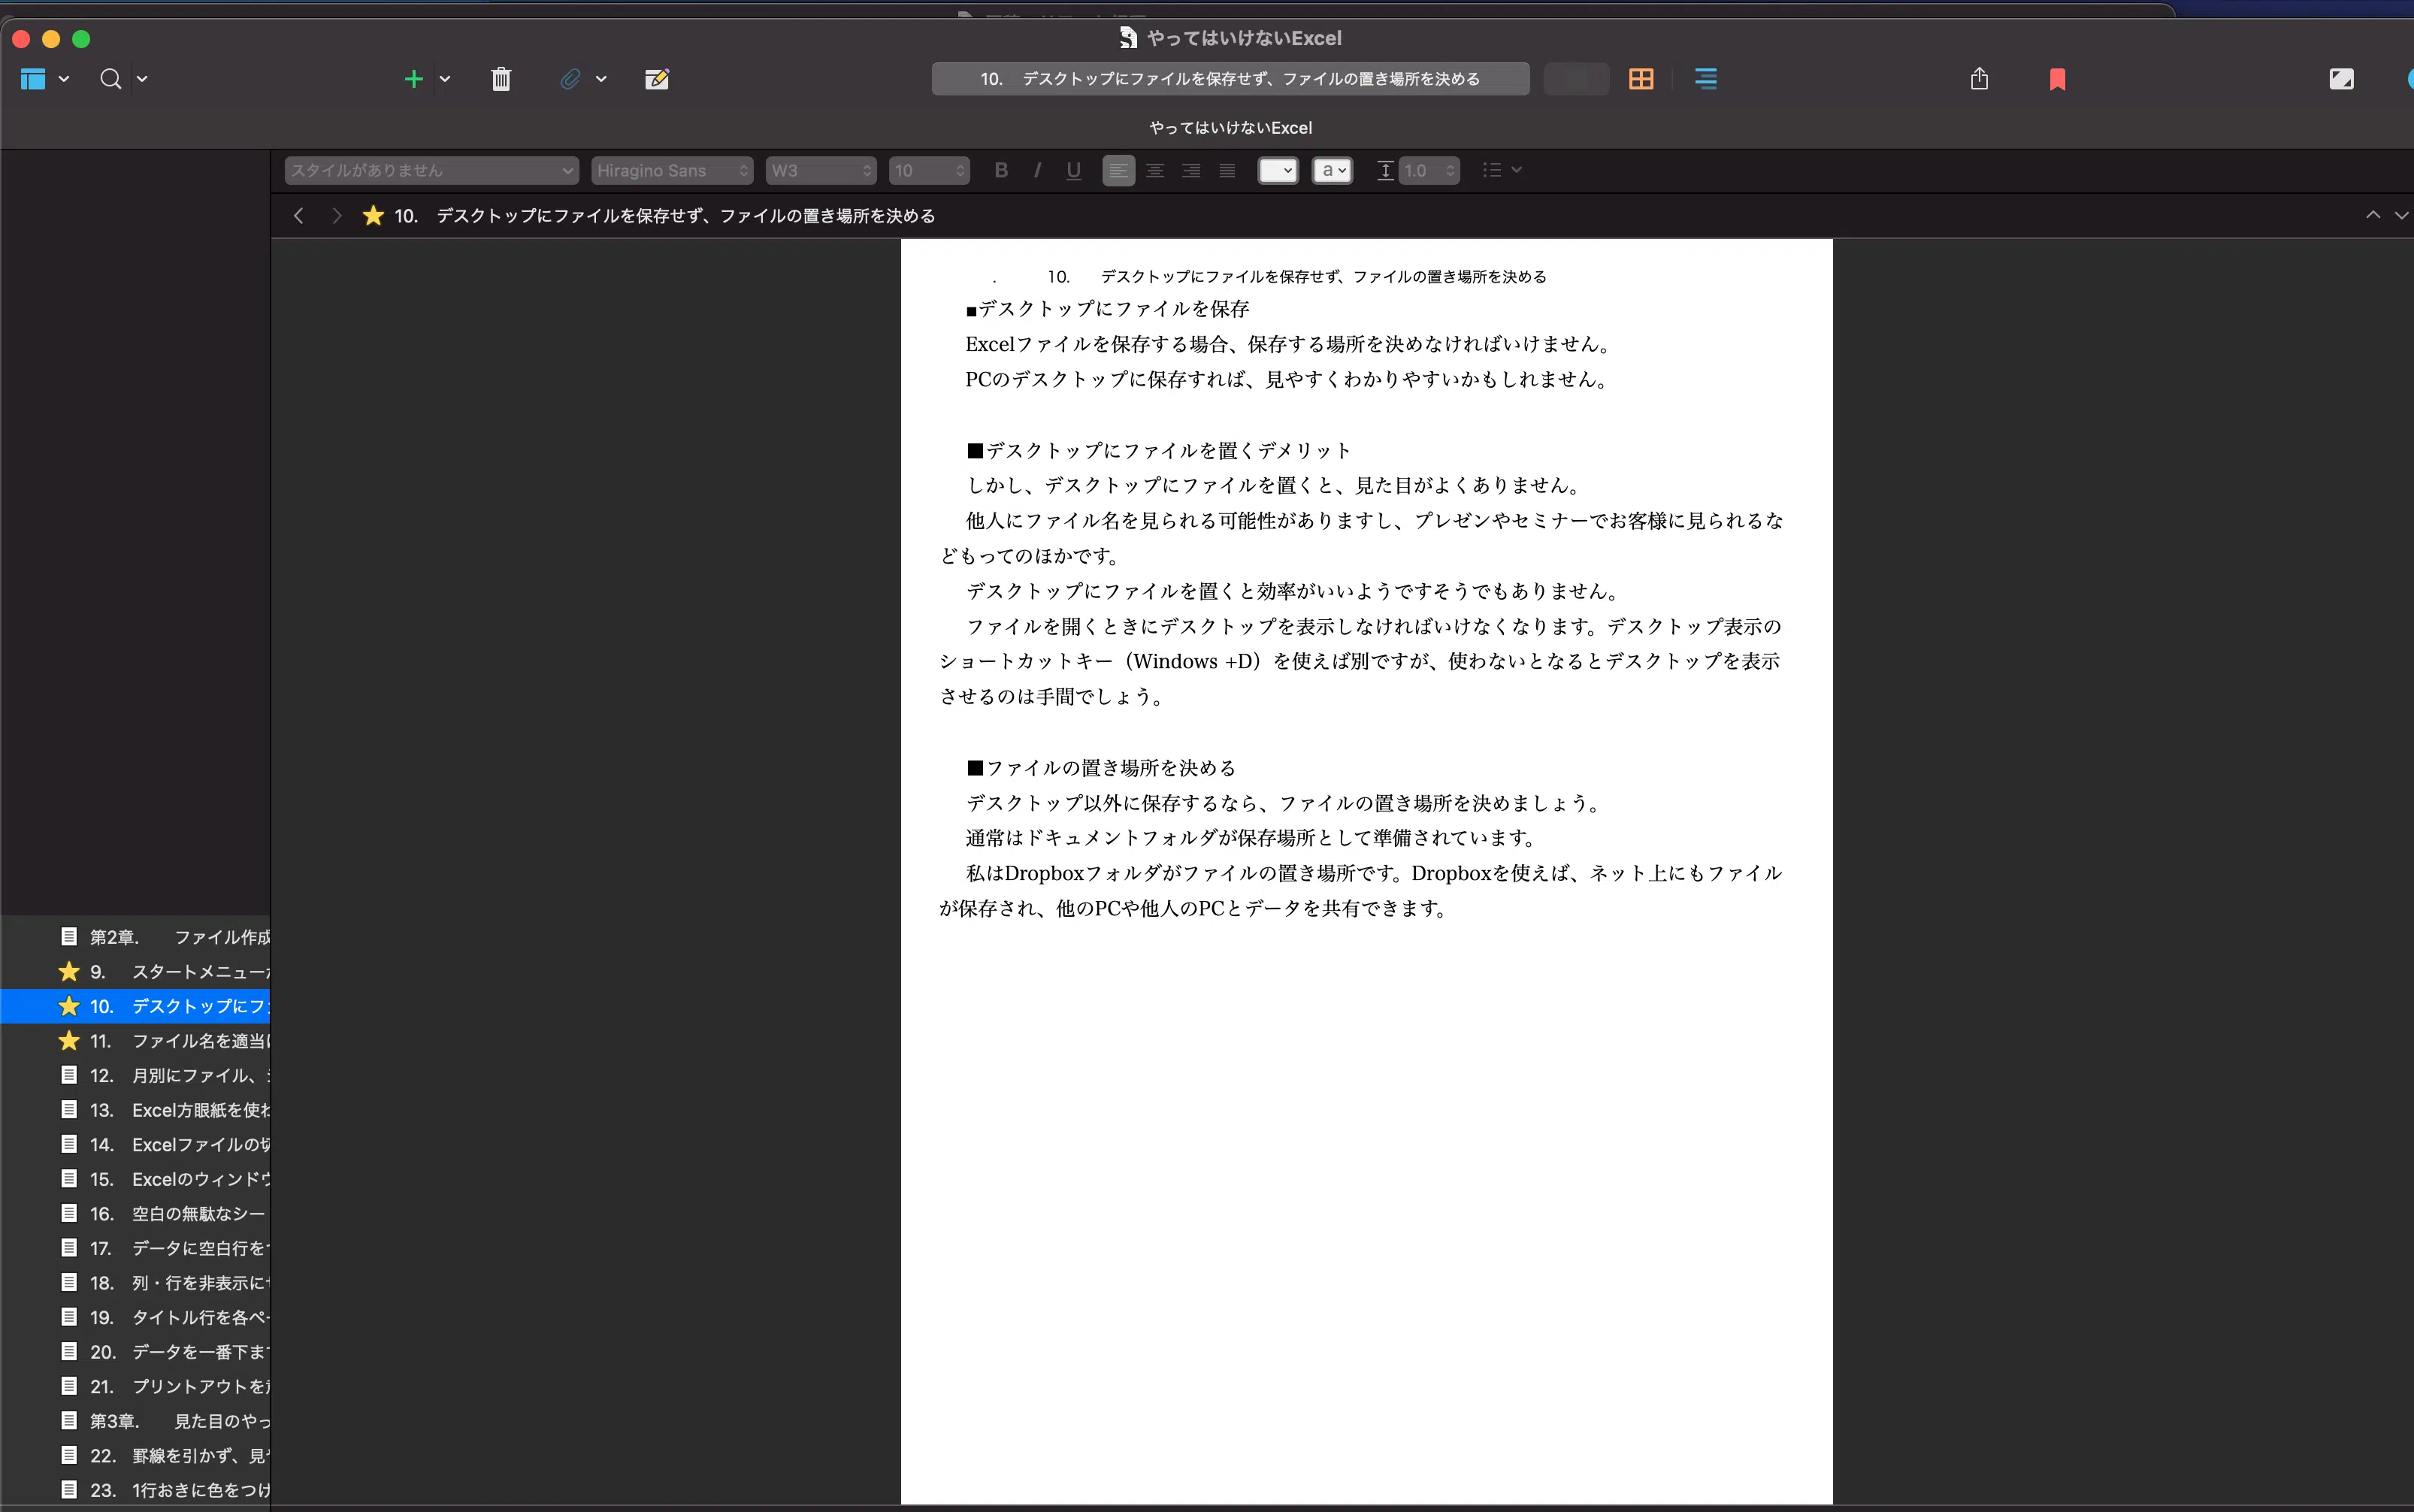 やってはいけないExcel
10. デスクトップにファイルを保存せず、ファイルの置き場所を決める
やってはいけないExcel
スタイルがありません Hiragino Sans W3 10 B I U a 1.0
10. デスクトップにファイルを保存せず、ファイルの置き場所を決める
. 10. デスクトップにファイルを保存せず、ファイルの置き場所を決める
■デスクトップにファイルを保存
Excelファイルを保存する場合、保存する場所を決めなければいけません。
PCのデスクトップに保存すれば、見やすくわかりやすいかもしれません。
■デスクトップにファイルを置くデメリット
しかし、デスクトップにファイルを置くと、見た目がよくありません。
他人にファイル名を見られる可能性がありますし、プレゼンやセミナーでお客様に見られるな
どもってのほかです。
デスクトップにファイルを置くと効率がいいようですそうでもありません。
ファイルを開くときにデスクトップを表示しなければいけなくなります。デスクトップ表示の
ショートカットキー（Windows +D）を使えば別ですが、使わないとなるとデスクトップを表示
させるのは手間でしょう。
■ファイルの置き場所を決める
デスクトップ以外に保存するなら、ファイルの置き場所を決めましょう。
通常はドキュメントフォルダが保存場所として準備されています。
私はDropboxフォルダがファイルの置き場所です。Dropboxを使えば、ネット上にもファイル
が保存され、他のPCや他人のPCとデータを共有できます。
第2章. ファイル作成
9. スタートメニュー
10. デスクトップにフ
11. ファイル名を適当
12. 月別にファイル、
13. Excel方眼紙を使わ
14. Excelファイルの切
15. Excelのウィンドウ
16. 空白の無駄なシー
17. データに空白行を
18. 列・行を非表示に
19. タイトル行を各ペー
20. データを一番下ま
21. プリントアウトを
第3章. 見た目のやっ
22. 罫線を引かず、見
23. 1行おきに色をつけ